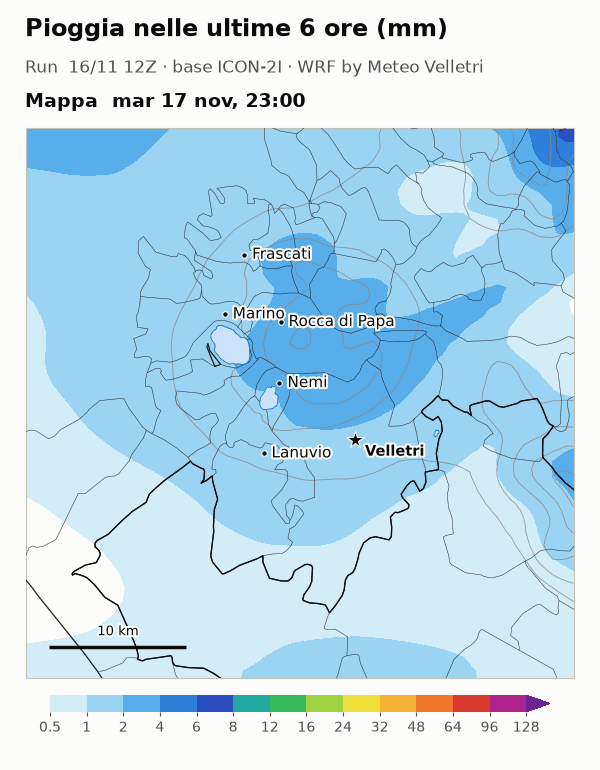 Pioggia nelle ultime 6 ore (mm)
Run 16/11 12Z · base ICON-2I · WRF by Meteo Velletri
Mappa mar 17 nov, 23:00
Frascati
Marino
Rocca di Papa
Nemi
Velletri
Lanuvio
10 km
0.5 1 2 4 6 8 12 16 24 32 48 64 96 128